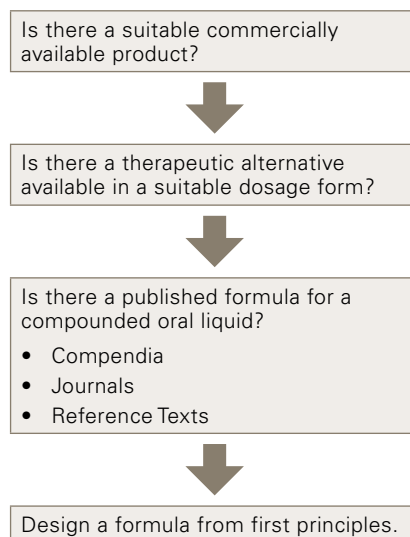 Is there a suitable commercially
available product?
Is there a therapeutic alternative
available in a suitable dosage form?
Is there a published formula for a
compounded oral liquid?
• Compendia
• Journals
• Reference Texts
Design a formula from first principles.